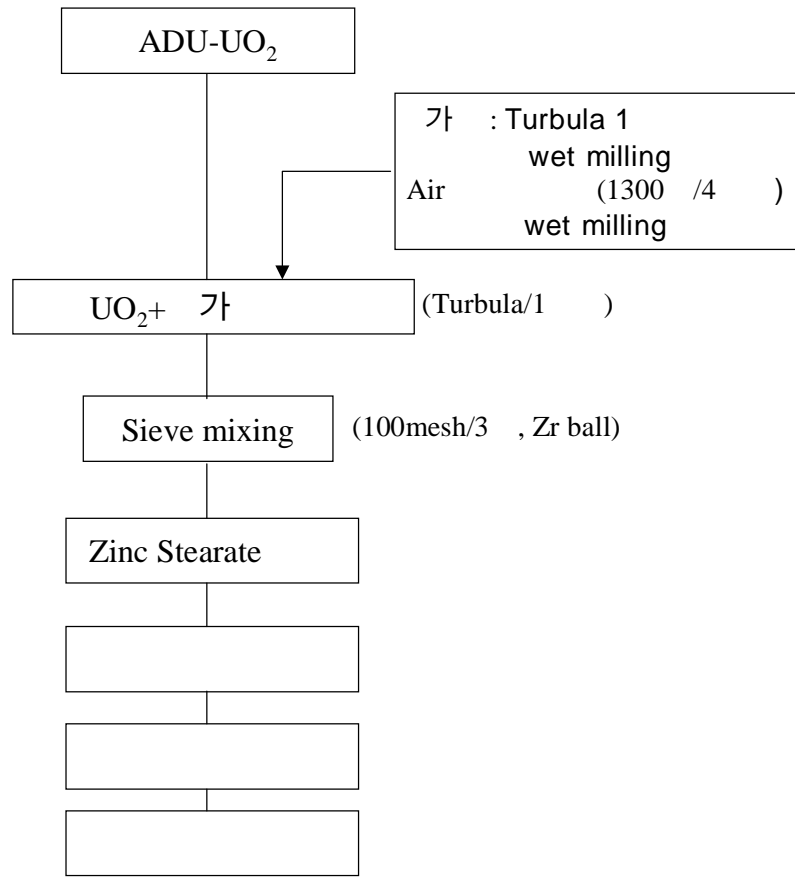 ADU-UO₂
가 : Turbula 1
wet milling
Air (1300 /4 )
wet milling
UO₂+ 가
(Turbula/1 )
Sieve mixing
(100mesh/3 , Zr ball)
Zinc Stearate